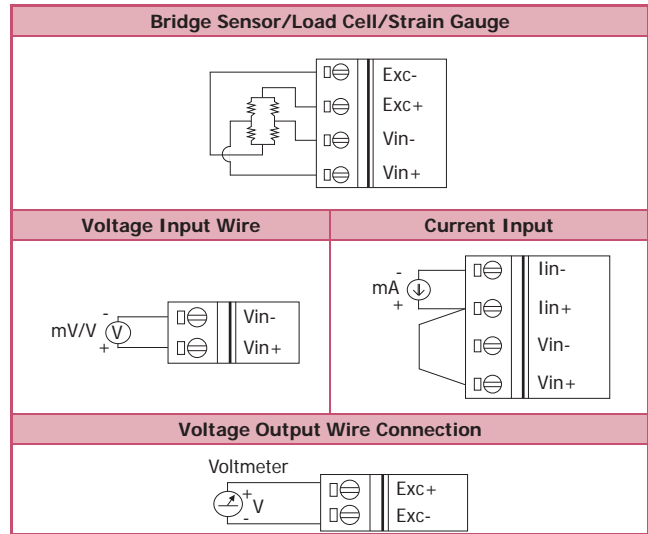 Bridge Sensor/Load Cell/Strain Gauge
Exc-
Exc+
Vin-
Vin+
Voltage Input Wire
Current Input
mV/V
-
V
+
Vin-
Vin+
mA
-
+
Iin-
Iin+
Vin-
Vin+
Voltage Output Wire Connection
Voltmeter
+
V
-
Exc+
Exc-